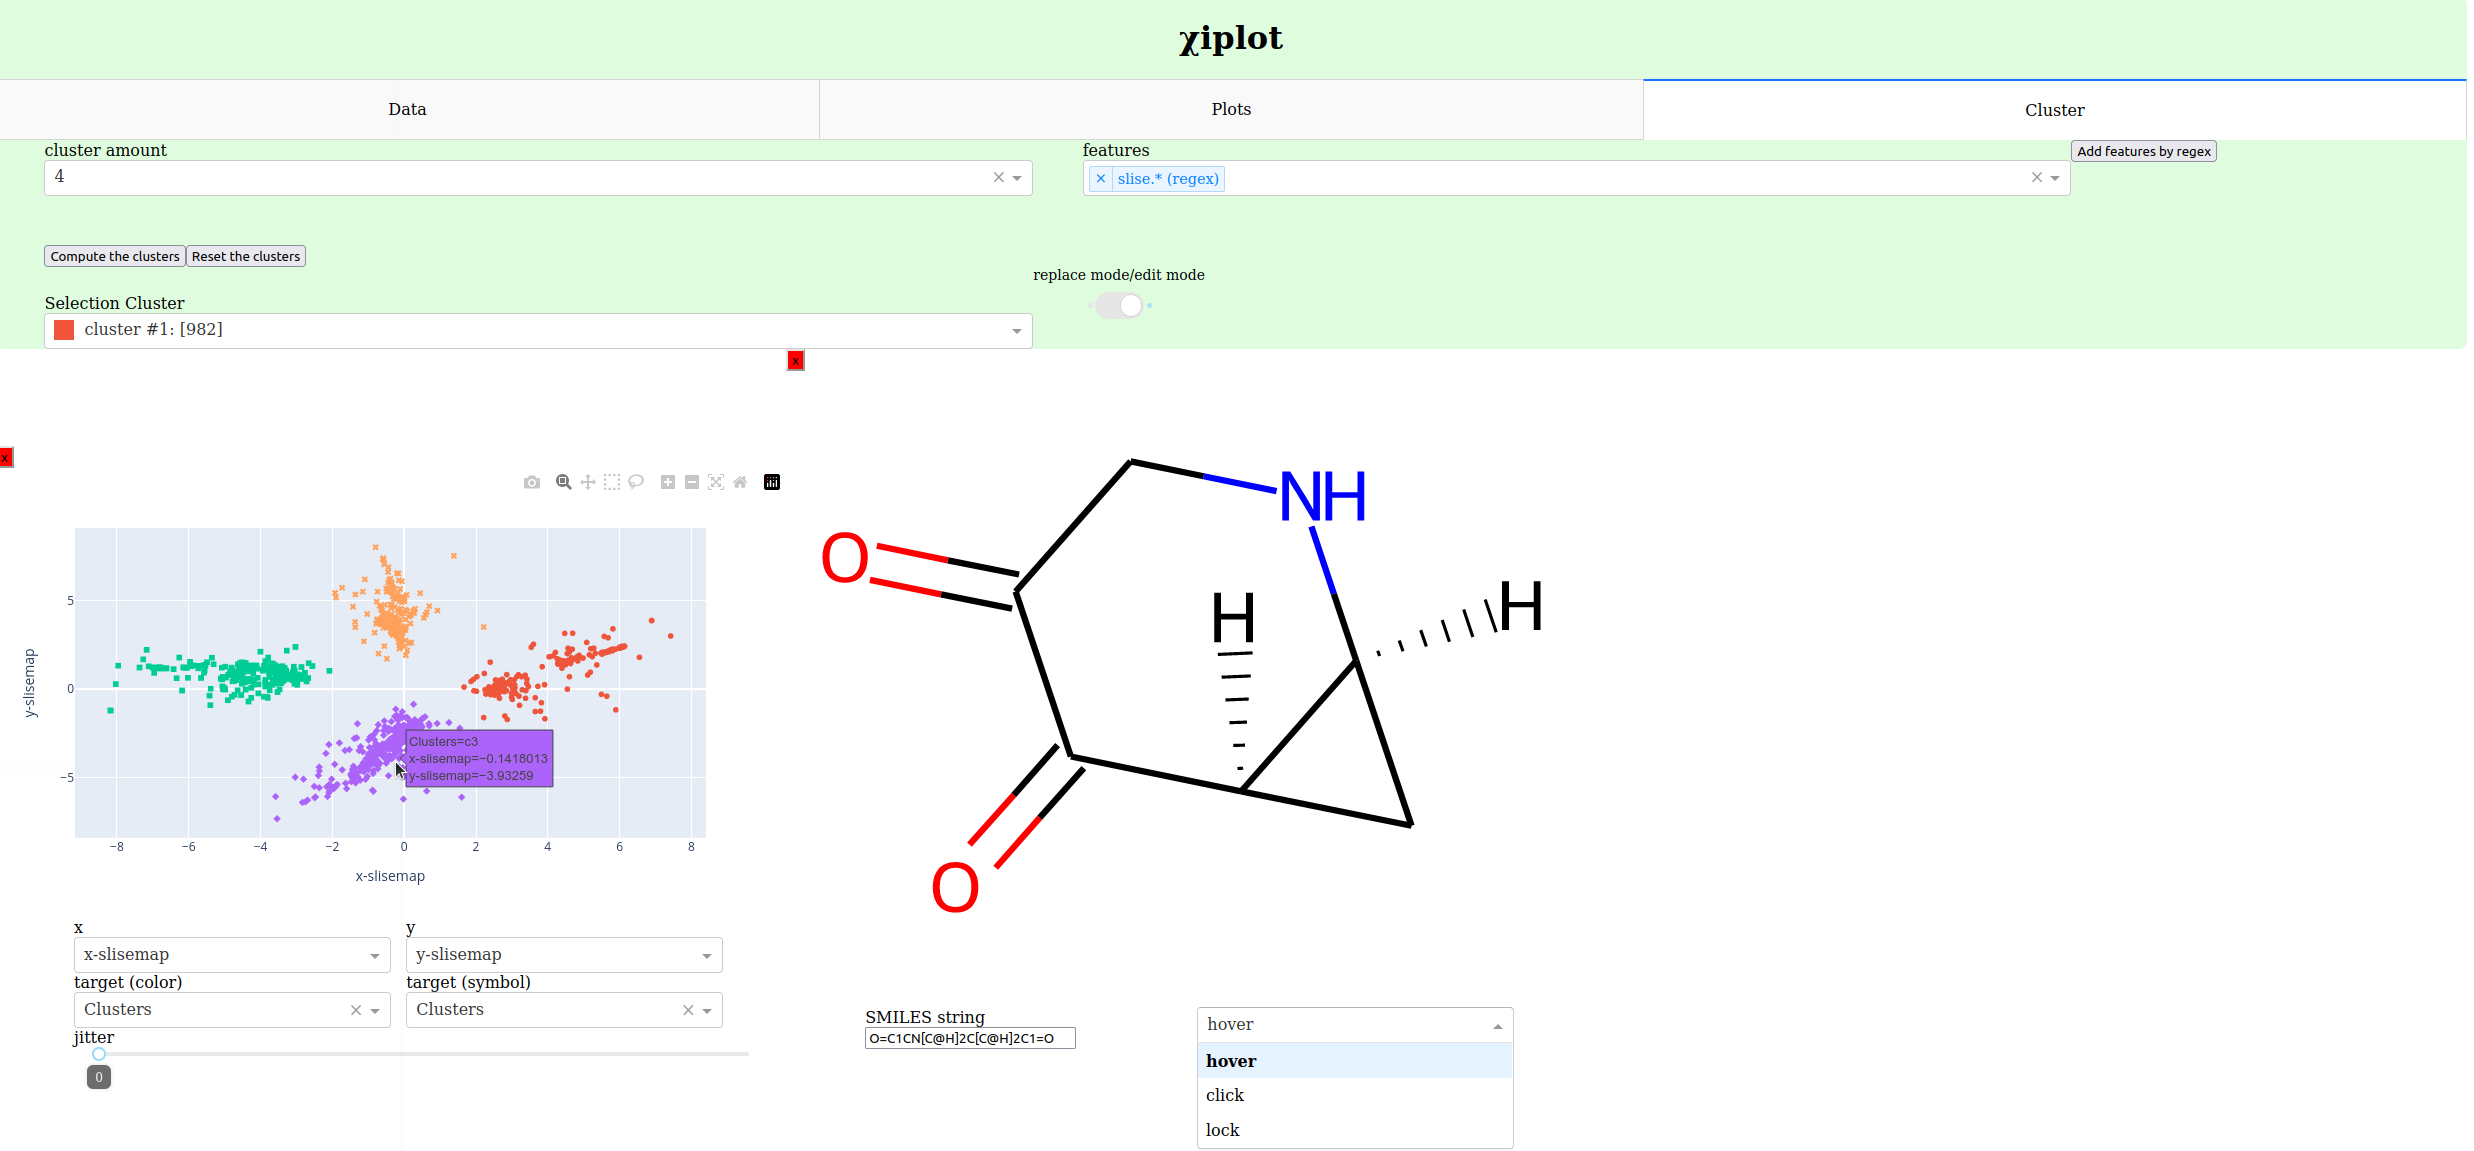 χiplot
Data
Plots
Cluster
cluster amount
4
features
× slise.* (regex)
Add features by regex
Compute the clusters
Reset the clusters
replace mode/edit mode
Selection Cluster
cluster #1: [982]
x
x
5
0
−5
y-slisemap
−8 −6 −4 −2 0 2 4 6 8
x-slisemap
Clusters=c3
x-slisemap=−0.1418013
y-slisemap=−3.93259
NH
O
H
H
O
x
x-slisemap
y
y-slisemap
target (color)
Clusters
target (symbol)
Clusters
jitter
0
SMILES string
O=C1CN[C@H]2C[C@H]2C1=O
hover
hover
click
lock